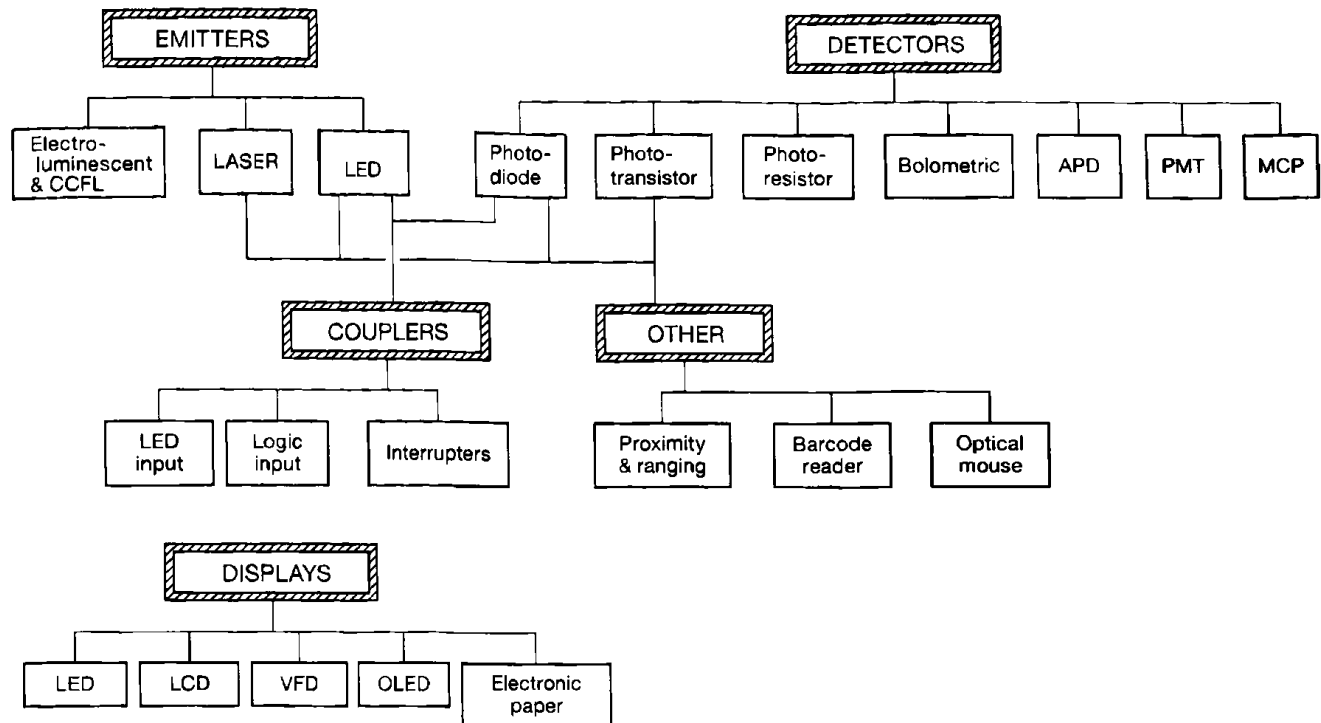 EMITTERS
DETECTORS
Electro-
luminescent
& CCFL
LASER
LED
Photo-
diode
Photo-
transistor
Photo-
resistor
Bolometric
APD
PMT
MCP
COUPLERS
OTHER
LED
input
Logic
input
Interrupters
Proximity
& ranging
Barcode
reader
Optical
mouse
DISPLAYS
LED
LCD
VFD
OLED
Electronic
paper